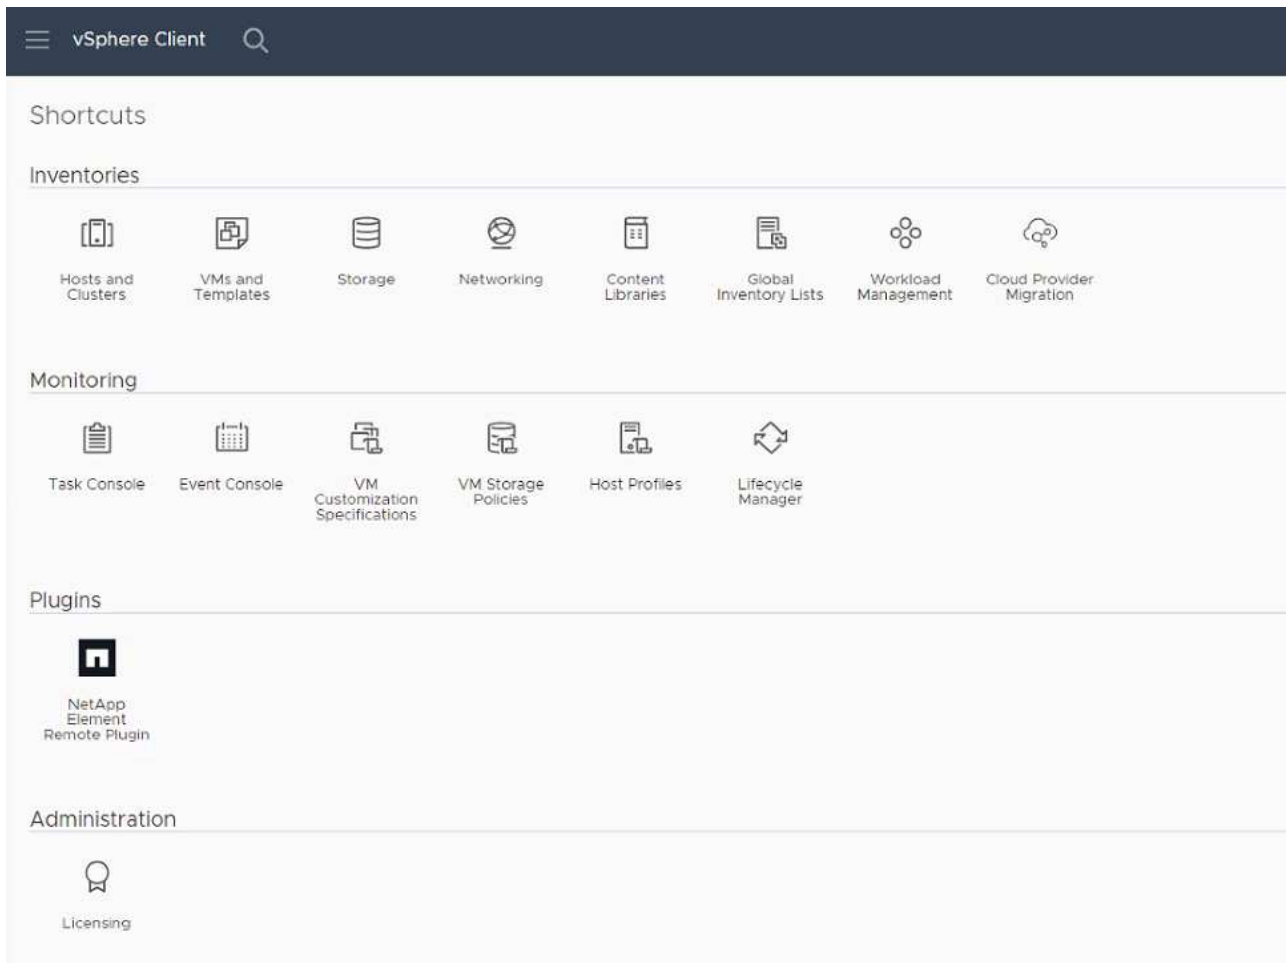 vSphere Client
Shortcuts
Inventories
Hosts and
Clusters
VMs and
Templates
Storage
Networking
Content
Libraries
Global
Inventory Lists
Workload
Management
Cloud Provider
Migration
Monitoring
Task Console
Event Console
VM
Customization
Specifications
VM Storage
Policies
Host Profiles
Lifecycle
Manager
Plugins
NetApp
Element
Remote Plugin
Administration
Licensing